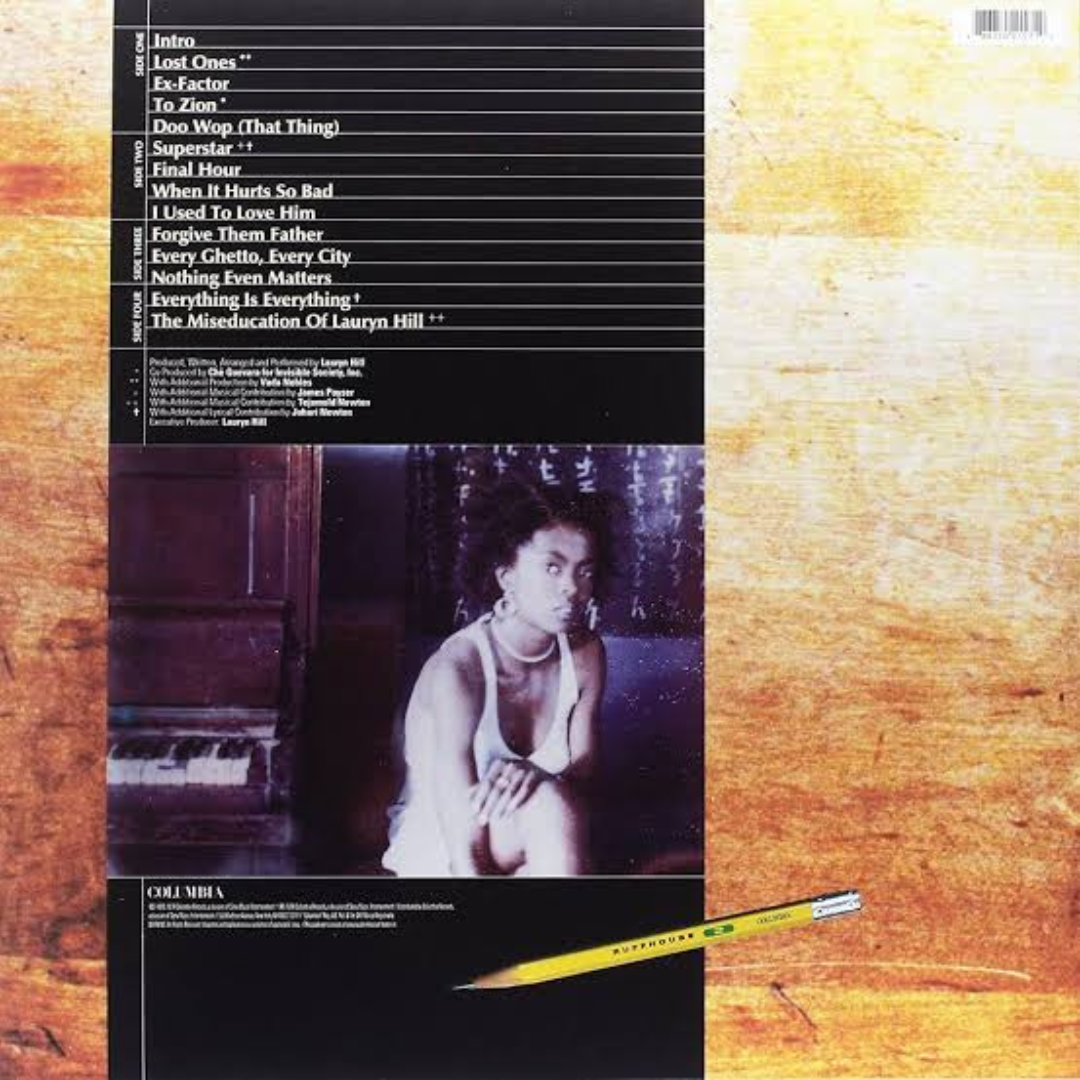 SIDE ONE
Intro
Lost Ones **
Ex-Factor
To Zion *
Doo Wop (That Thing)
SIDE TWO
Superstar +†
Final Hour
When It Hurts So Bad
I Used To Love Him
SIDE THREE
Forgive Them Father
Every Ghetto, Every City
Nothing Even Matters
SIDE FOUR
Everything Is Everything †
The Miseducation Of Lauryn Hill ++
Produced, Written, Arranged and Performed by Lauryn Hill
* Co Produced by Che Guevara for Invisible Society, Inc.
** With Additional Production by Vada Nobles
+ With Additional Musical Contribution by James Poyser
++ With Additional Musical Contribution by Tejumold Newton
† With Additional Lyrical Contribution by Johari Newton
Executive Producer: Lauryn Hill
COLUMBIA
RUFFHOUSE 2 COLUMBIA